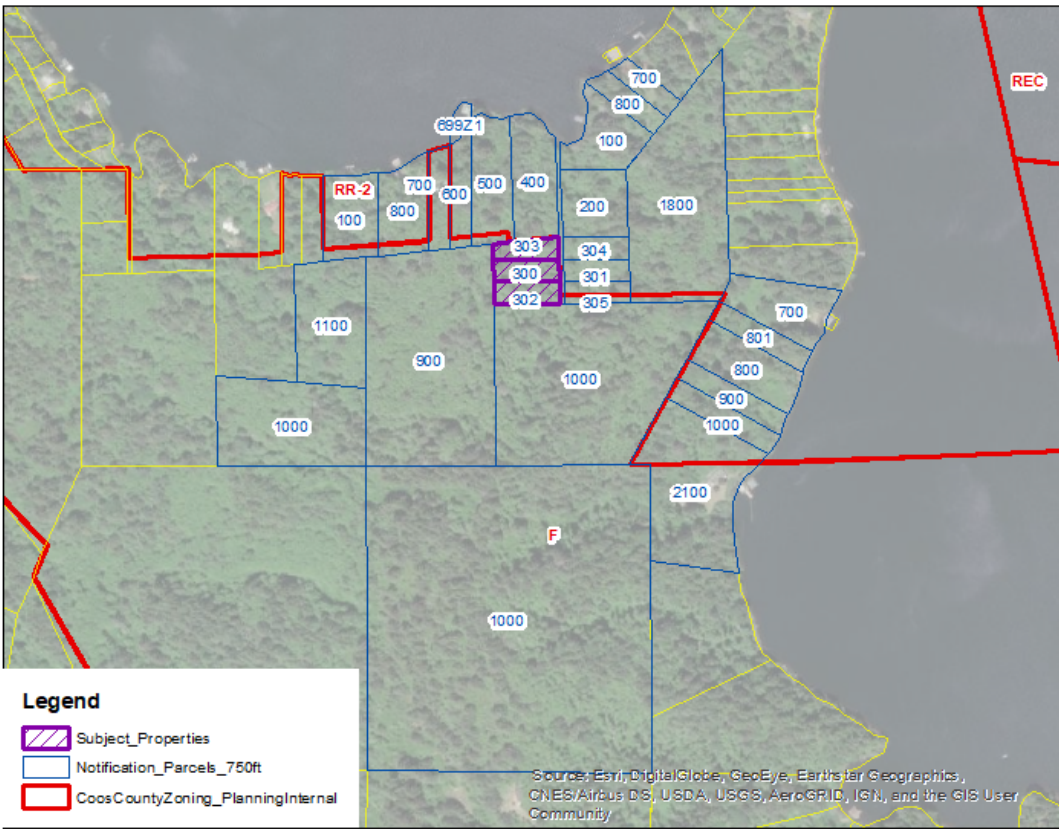 700
REC
800
699Z1
100
RR-2
700
600
500
400
100
800
200
1800
303
304
300
301
302
305
700
1100
801
900
1000
800
900
1000
1000
2100
F
1000
Legend
Subject_Properties
Notification_Parcels_750ft
CoosCountyZoning_PlanningInternal
Source: Esri, DigitalGlobe, GeoEye, Earthstar Geographics,
CNES/Airbus DS, USDA, USGS, AeroGRID, IGN, and the GIS User
Community